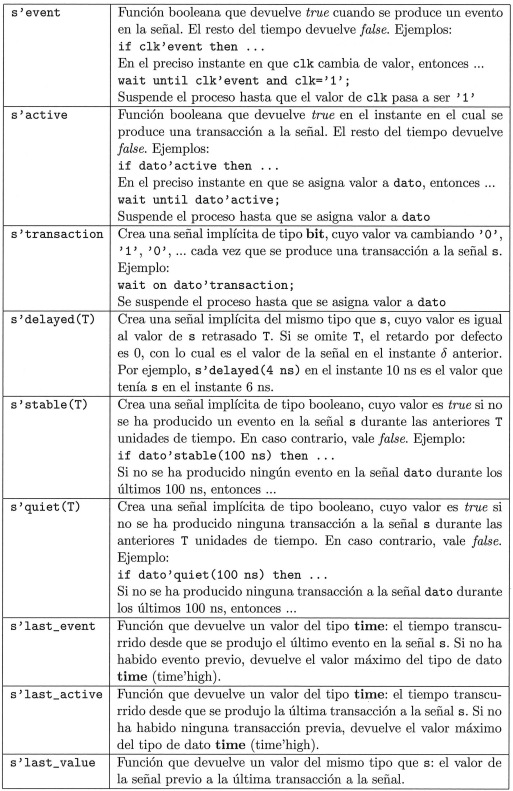 s'event
Función booleana que devuelve true cuando se produce un evento
en la señal. El resto del tiempo devuelve false. Ejemplos:
if clk'event then ...
En el preciso instante en que clk cambia de valor, entonces ...
wait until clk'event and clk='1';
Suspende el proceso hasta que el valor de clk pasa a ser '1'
s'active
Función booleana que devuelve true en el instante en el cual se
produce una transacción a la señal. El resto del tiempo devuelve
false. Ejemplos:
if dato'active then ...
En el preciso instante en que se asigna valor a dato, entonces ...
wait until dato'active;
Suspende el proceso hasta que se asigna valor a dato
s'transaction
Crea una señal implícita de tipo bit, cuyo valor va cambiando '0',
'1', '0', ... cada vez que se produce una transacción a la señal s.
Ejemplo:
wait on dato'transaction;
Se suspende el proceso hasta que se asigna valor a dato
s'delayed(T)
Crea una señal implícita del mismo tipo que s, cuyo valor es igual
al valor de s retrasado T. Si se omite T, el retardo por defecto
es 0, con lo cual es el valor de la señal en el instante δ anterior.
Por ejemplo, s'delayed(4 ns) en el instante 10 ns es el valor que
tenía s en el instante 6 ns.
s'stable(T)
Crea una señal implícita de tipo booleano, cuyo valor es true si no
se ha producido un evento en la señal s durante las anteriores T
unidades de tiempo. En caso contrario, vale false. Ejemplo:
if dato'stable(100 ns) then ...
Si no se ha producido ningún evento en la señal dato durante los
últimos 100 ns, entonces ...
s'quiet(T)
Crea una señal implícita de tipo booleano, cuyo valor es true si
no se ha producido ninguna transacción a la señal s durante las
anteriores T unidades de tiempo. En caso contrario, vale false.
Ejemplo:
if dato'quiet(100 ns) then ...
Si no se ha producido ninguna transacción a la señal dato durante
los últimos 100 ns, entonces ...
s'last_event
Función que devuelve un valor del tipo time: el tiempo transcu-
rrido desde que se produjo el último evento en la señal s. Si no ha
habido evento previo, devuelve el valor máximo del tipo de dato
time (time'high).
s'last_active
Función que devuelve un valor del tipo time: el tiempo transcu-
rrido desde que se produjo la última transacción a la señal s. Si no
ha habido ninguna transacción previa, devuelve el valor máximo
del tipo de dato time (time'high).
s'last_value
Función que devuelve un valor del mismo tipo que s: el valor de
la señal previo a la última transacción a la señal.